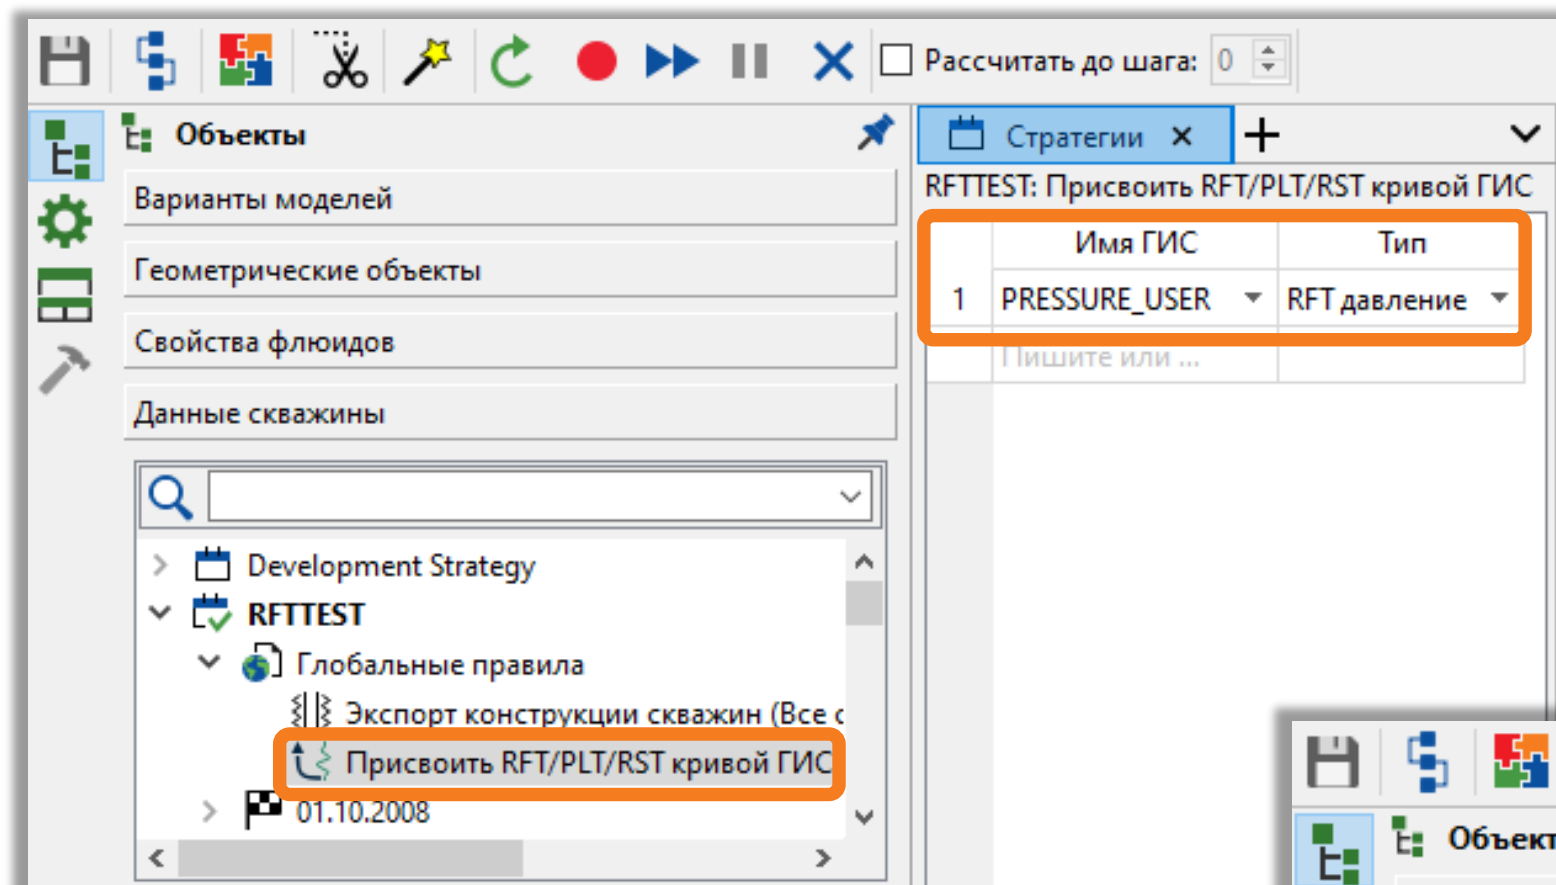 Рассчитать до шага: 0
Объекты
Варианты моделей
Геометрические объекты
Свойства флюидов
Данные скважины
Development Strategy
RFTTEST
Глобальные правила
Экспорт конструкции скважин (Все с
Присвоить RFT/PLT/RST кривой ГИС
01.10.2008
Стратегии
RFTTEST: Присвоить RFT/PLT/RST кривой ГИС
Имя ГИС Тип
1 PRESSURE_USER RFT давление
Пишите или ...
Объект